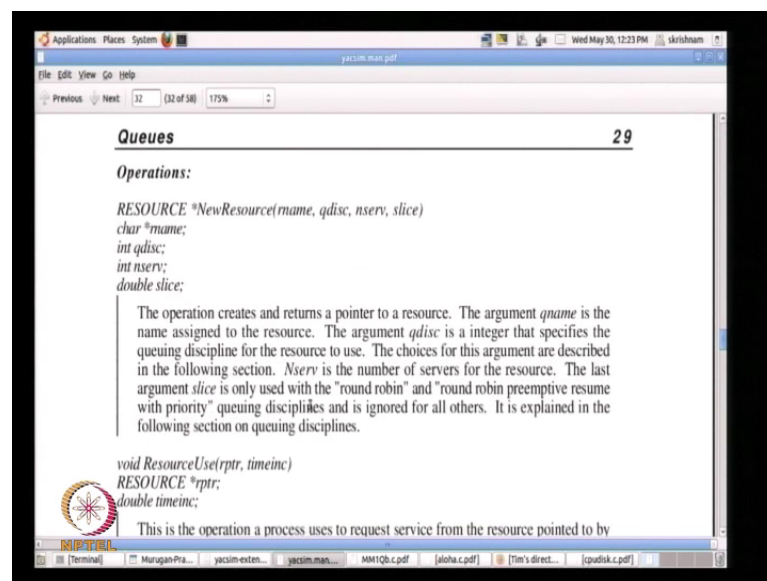 Applications Places System
Wed May 30, 12:23 PM skrishnam
yacsim.man.pdf
File Edit View Go Help
Previous Next 32 (32 of 58) 175%
Queues 29
Operations:
RESOURCE *NewResource(rname, qdisc, nserv, slice)
char *rname;
int qdisc;
int nserv;
double slice;
The operation creates and returns a pointer to a resource. The argument qname is the
name assigned to the resource. The argument qdisc is a integer that specifies the
queuing discipline for the resource to use. The choices for this argument are described
in the following section. Nserv is the number of servers for the resource. The last
argument slice is only used with the "round robin" and "round robin preemptive resume
with priority" queuing disciplines and is ignored for all others. It is explained in the
following section on queuing disciplines.
void ResourceUse(rptr, timeinc)
RESOURCE *rptr;
double timeinc;
This is the operation a process uses to request service from the resource pointed to by
NPTEL
[Terminal] Murugan-Pra... yacsim-exten... yacsim.man.... MM1Qb.c.pdf [aloha.c.pdf] [Tim's direct... [cpudisk.c.pdf]